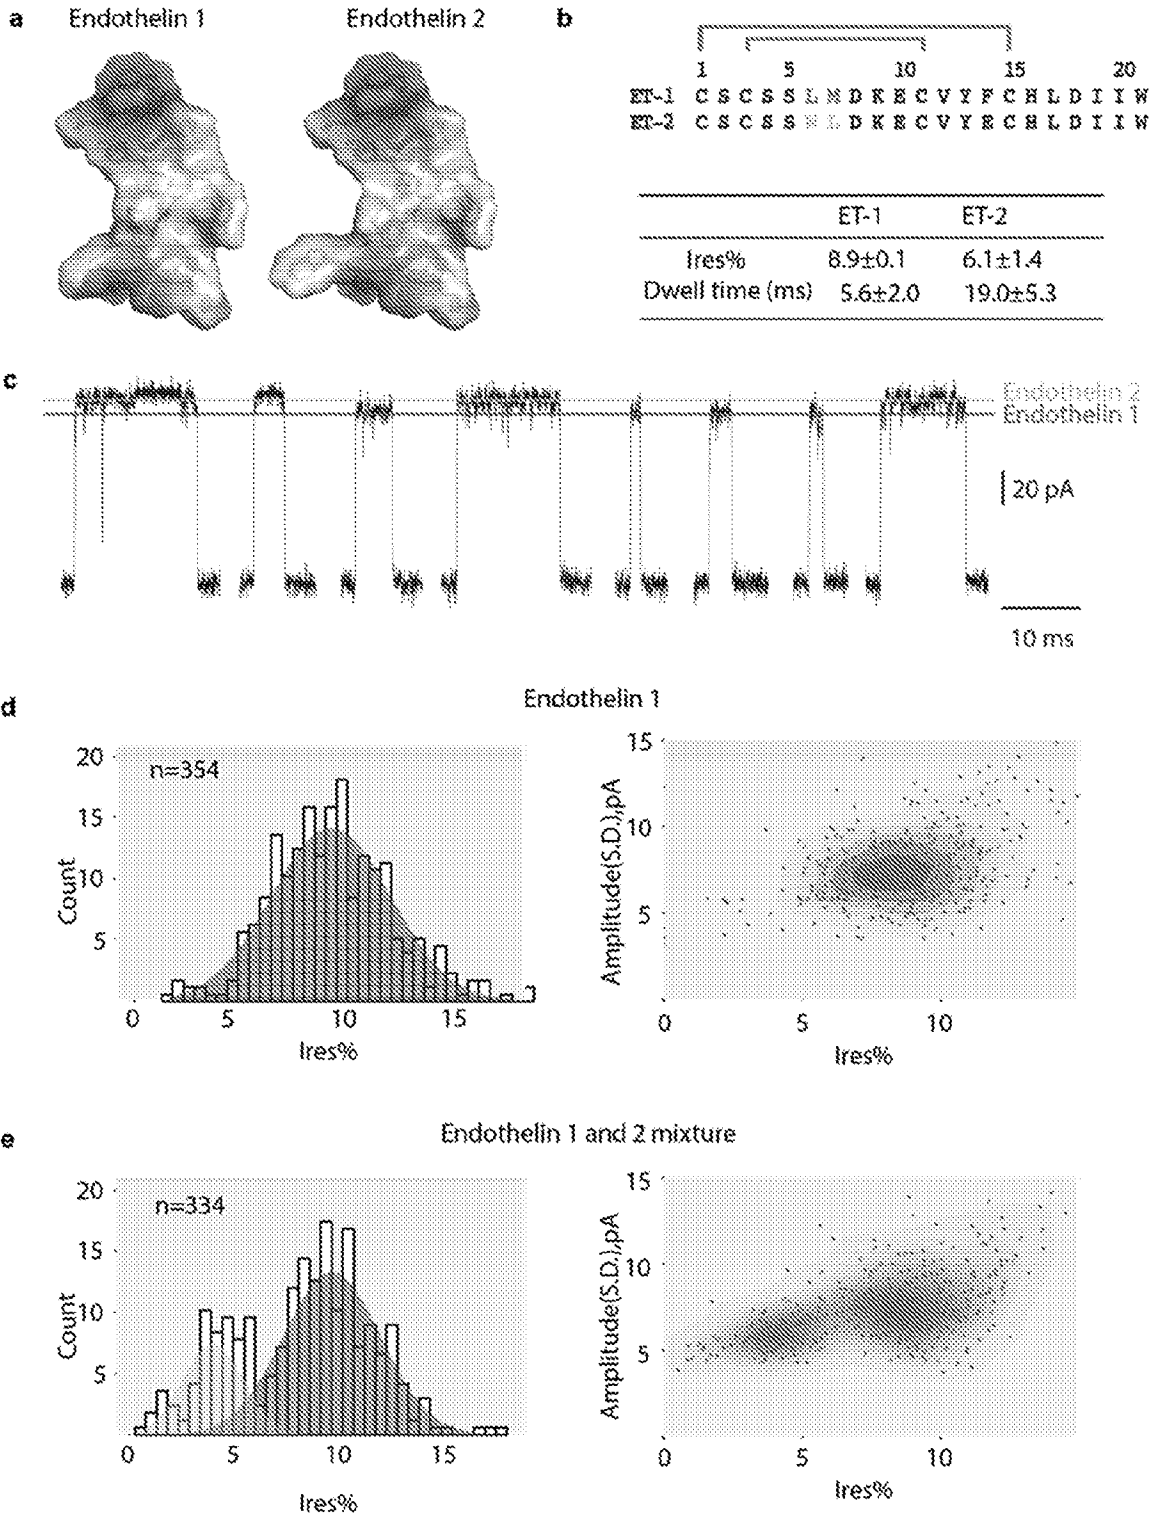 a Endothelin 1 Endothelin 2 b
1 5 10 15 20
ET-1 C S C S S L M D K E C V Y F C H L D I I W
ET-2 C S C S S W L D K E C V Y E C H L D I I W
ET-1 ET-2
Ires% 8.9±0.1 6.1±1.4
Dwell time (ms) 5.6±2.0 19.0±5.3
c
Endothelin 2
Endothelin 1
20 pA
10 ms
Endothelin 1
d
n=354
20
15
10
5
Count
0 5 10 15
Ires%
15
10
5
Amplitude(S.D.),pA
0 5 10
Ires%
Endothelin 1 and 2 mixture
e
n=334
20
15
10
5
Count
0 5 10 15
Ires%
15
10
5
Amplitude(S.D.),pA
0 5 10
Ires%